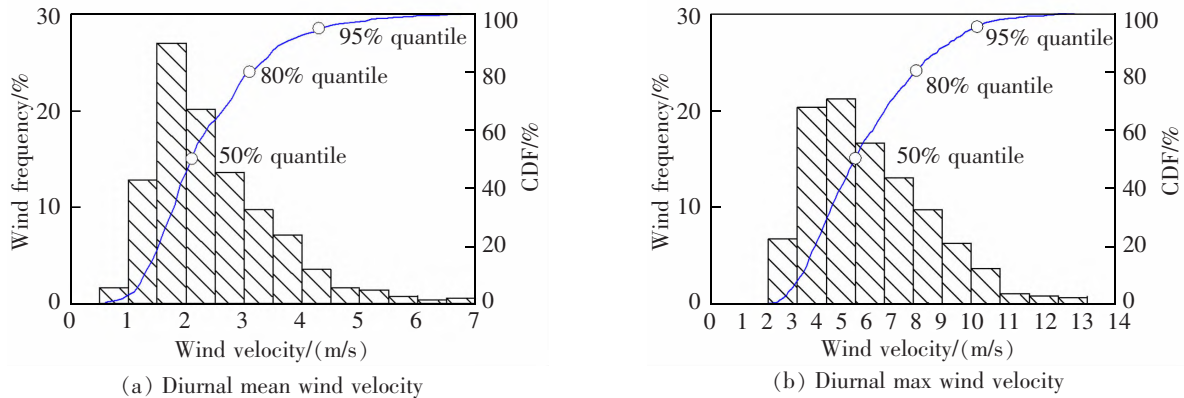 30
20
10
0
Wind frequency/%
100
80
60
40
20
0
CDF/%
95% quantile
80% quantile
50% quantile
0 1 2 3 4 5 6 7
Wind velocity/(m/s)
(a) Diurnal mean wind velocity
30
20
10
0
Wind frequency/%
100
80
60
40
20
0
CDF/%
95% quantile
80% quantile
50% quantile
0 1 2 3 4 5 6 7 8 9 10 11 12 13 14
Wind velocity/(m/s)
(b) Diurnal max wind velocity